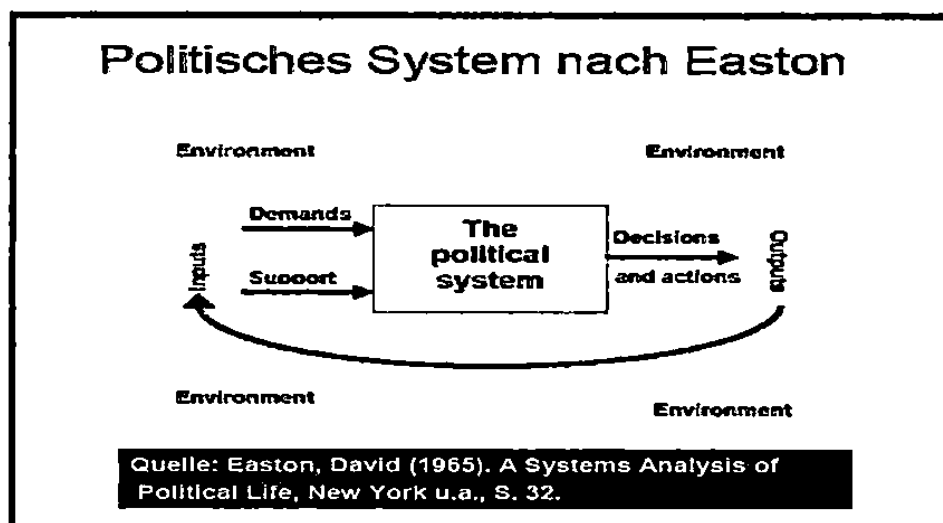 Politisches System nach Easton
Environment
Environment
Demands
Support
Inputs
The
political
system
Decisions
and actions
Outputs
Environment
Environment
Quelle: Easton, David (1965). A Systems Analysis of
Political Life, New York u.a., S. 32.